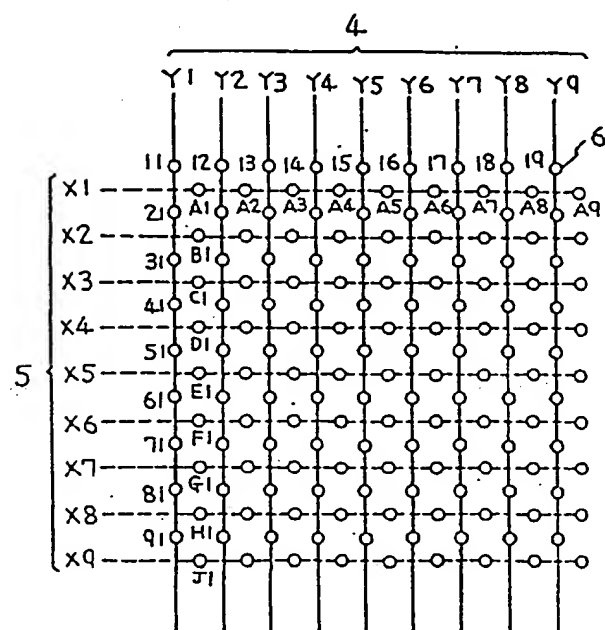 4
Y1 Y2 Y3 Y4 Y5 Y6 Y7 Y8 Y9
6
11 12 13 14 15 16 17 18 19
X1
A1 A2 A3 A4 A5 A6 A7 A8 A9
21
X2
B1
31
X3
C1
41
X4
D1
51
5
X5
E1
61
X6
F1
71
X7
G1
81
X8
H1
91
X9
J1